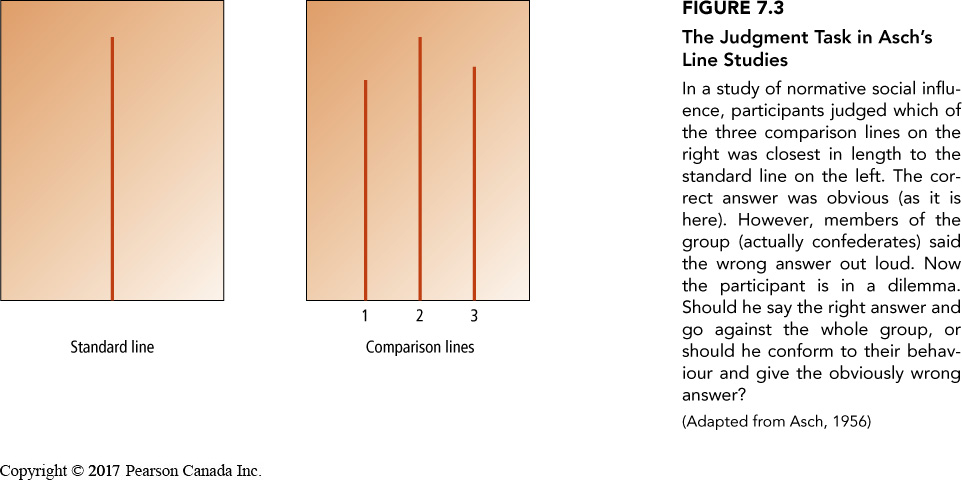 1 2 3
Standard line
Comparison lines
FIGURE 7.3
The Judgment Task in Asch’s
Line Studies
In a study of normative social influ-
ence, participants judged which of
the three comparison lines on the
right was closest in length to the
standard line on the left. The cor-
rect answer was obvious (as it is
here). However, members of the
group (actually confederates) said
the wrong answer out loud. Now
the participant is in a dilemma.
Should he say the right answer and
go against the whole group, or
should he conform to their behav-
iour and give the obviously wrong
answer?
(Adapted from Asch, 1956)
Copyright © 2017 Pearson Canada Inc.